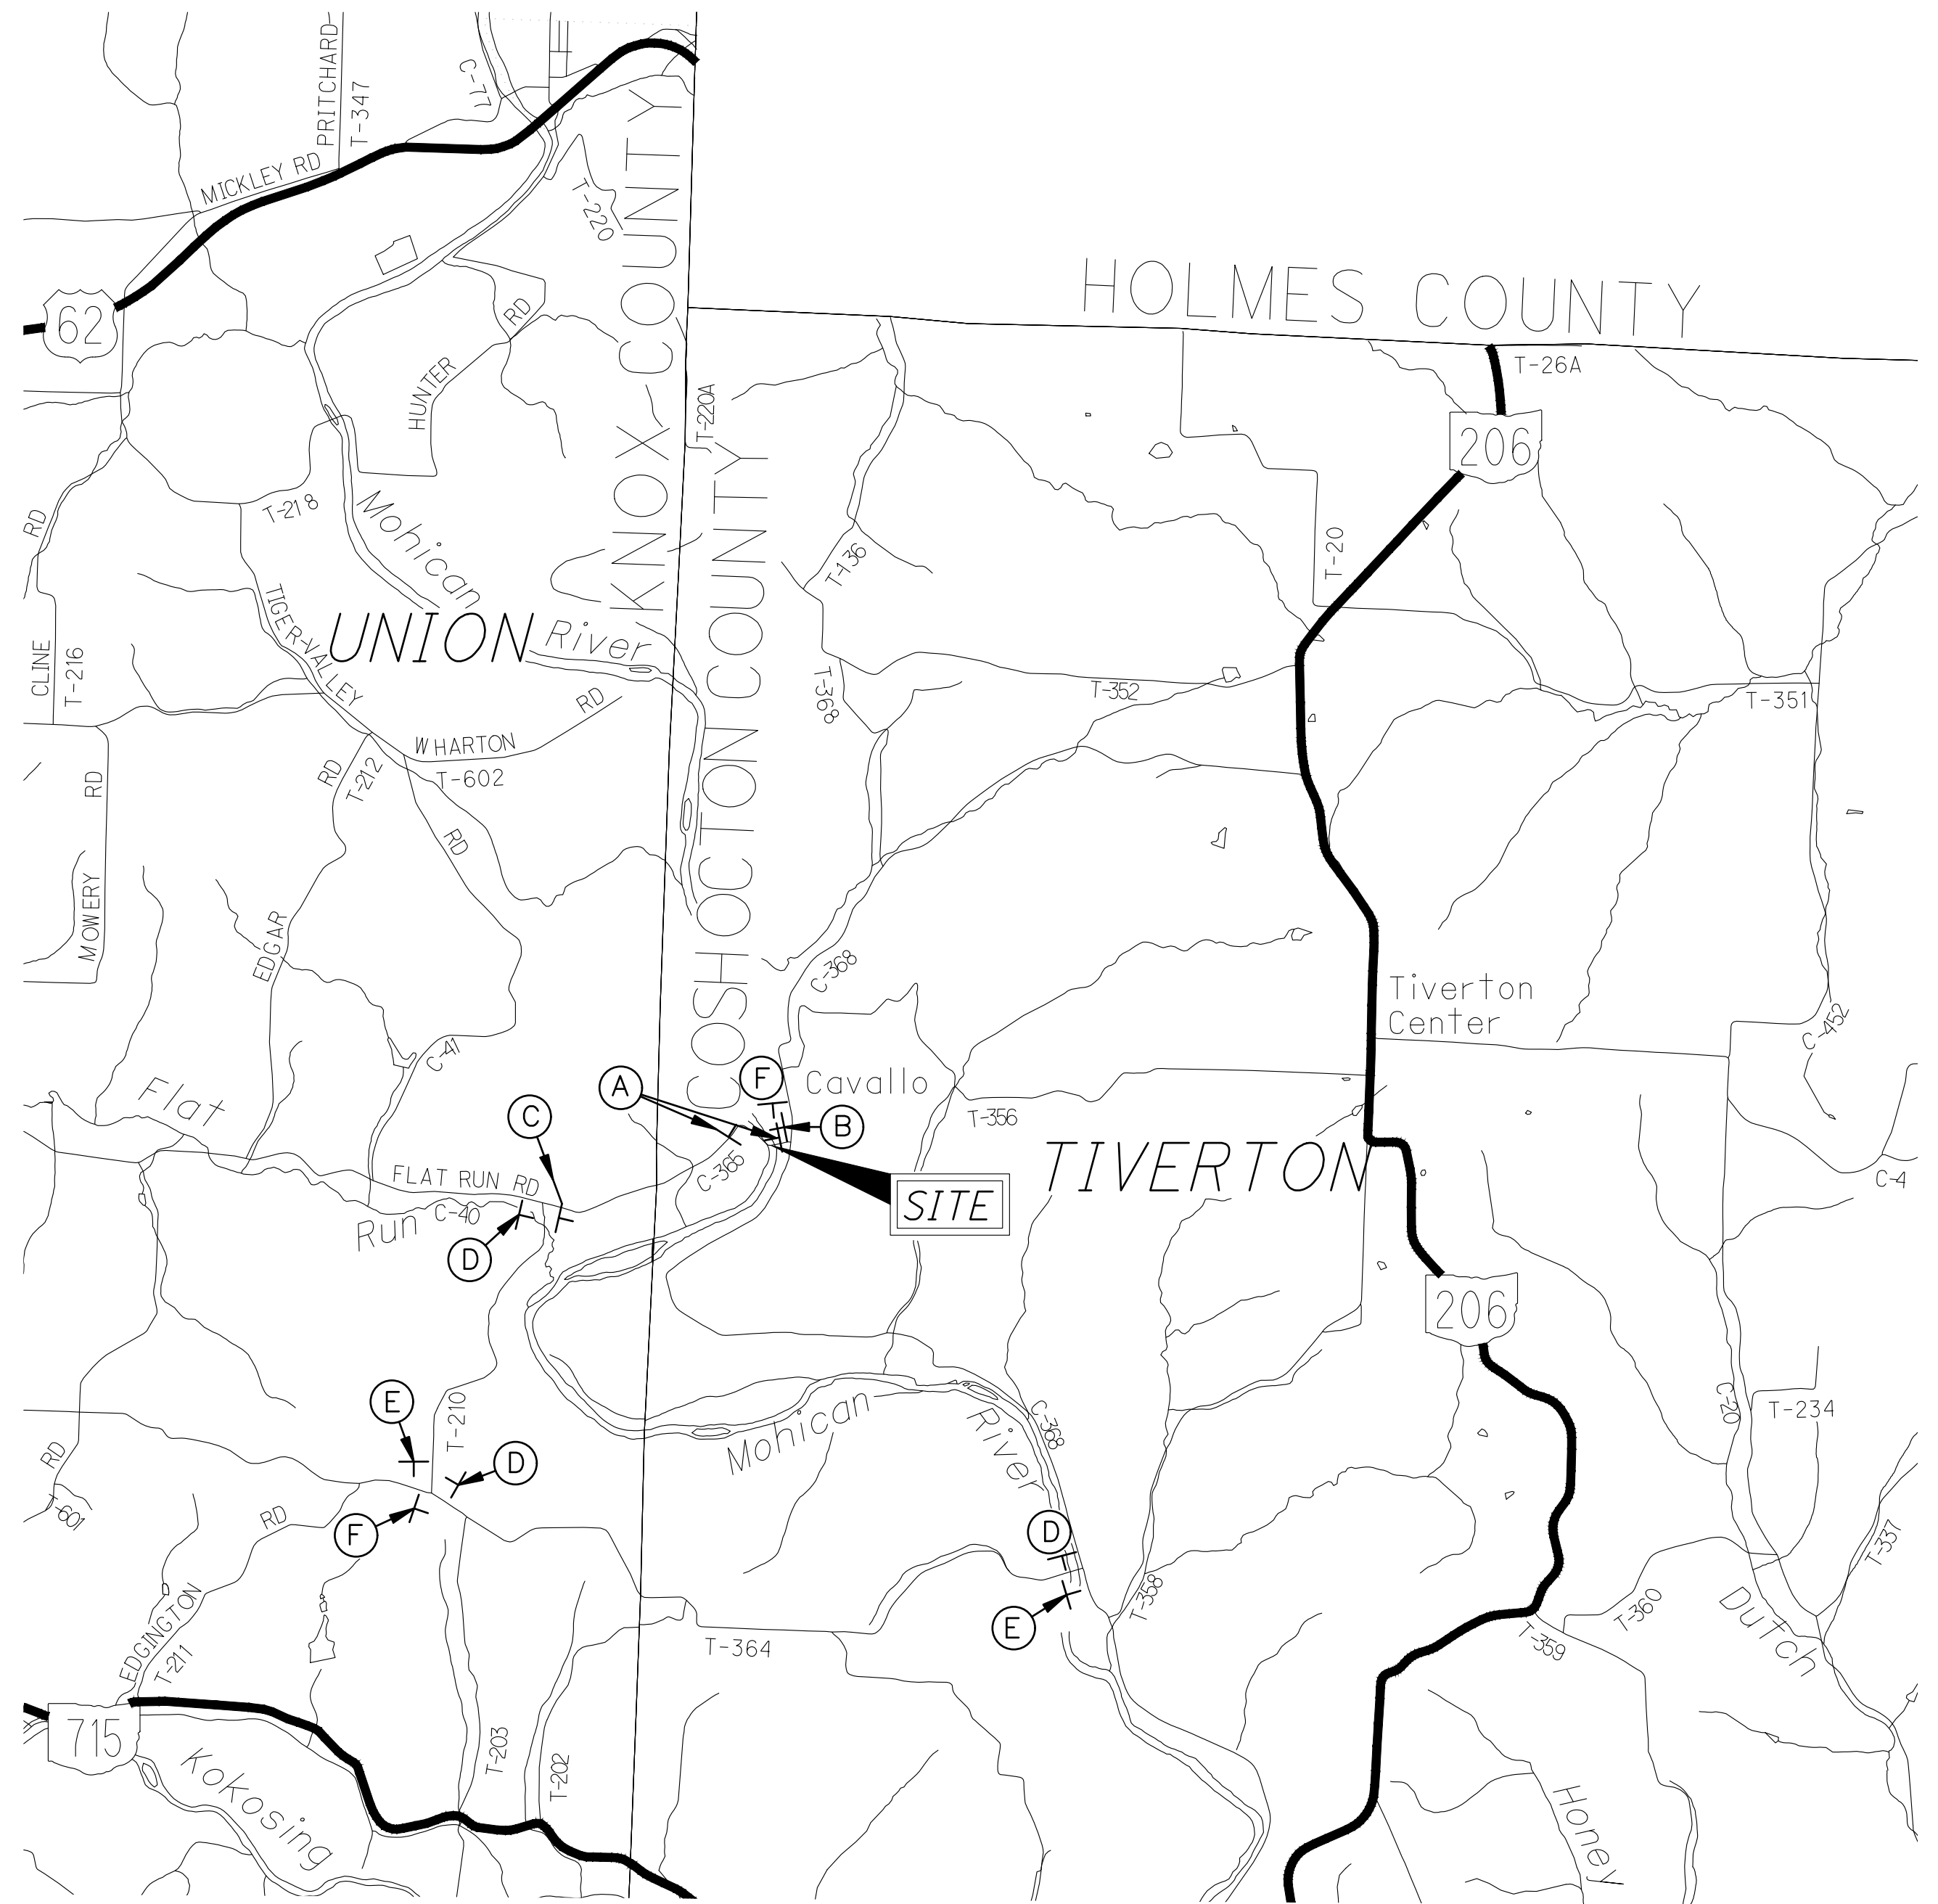 PRITCHARD
T-347
C-77
MICKLEY RD
T-220
KNOX COUNTY
HOLMES COUNTY
62
RD
HUNTER
T-220A
T-26A
206
COSHOCTON COUNTY
RD
T-218
Mohican
T-136
T-20
TIGER-VALLEY
UNION
River
CLINE
T-216
T-368
T-352
T-351
RD
WHARTON
T-602
RD
T-212
RD
RD
MOWERY
EDGAR
C-368
Tiverton
Center
C-452
C-41
Flat
A
F
Cavallo
C
B
T-356
TIVERTON
FLAT RUN RD
C-365
SITE
C-4
C-40
Run
D
206
E
T-210
Mohican
River
C-368
C-20
T-234
RD
D
T-601
F
RD
D
T-337
EDGINGTON
T-211
E
T-358
T-360
T-359
Dutch
T-364
715
T-203
T-202
Kokosing
Honey